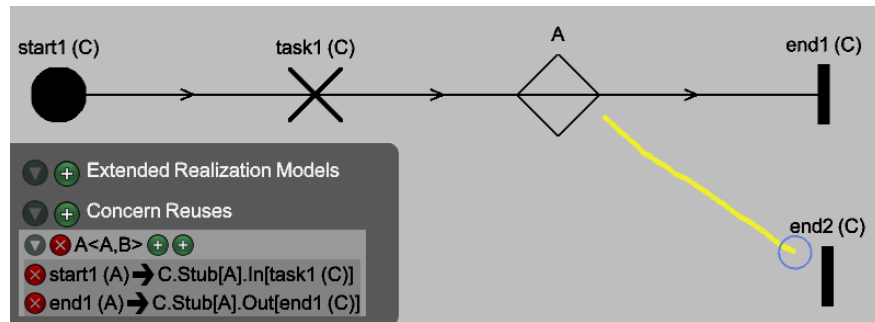 start1 (C)
task1 (C)
A
end1 (C)
end2 (C)
Extended Realization Models
Concern Reuses
A<A,B>
start1 (A)➔C.Stub[A].In[task1 (C)]
end1 (A)➔C.Stub[A].Out[end1 (C)]